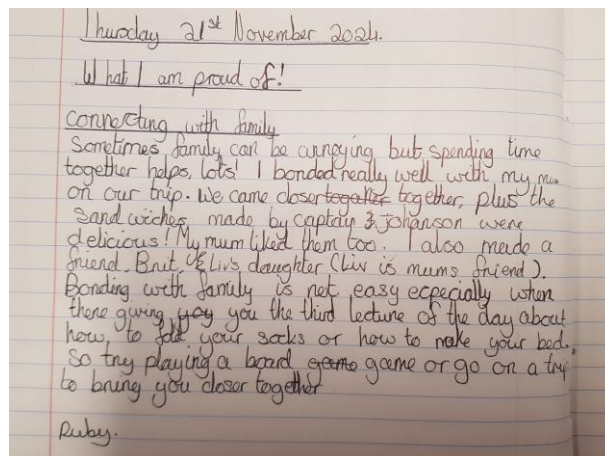 Thursday 21st November 2024.
What I am proud of!
Connecting with family
Sometimes family can be annoying but spending time
together helps, lots! I bonded really well with my mum
on our trip. We came closer together together, plus the
sand wiches made by captain & Johanson were
delicious! My mum liked them too. I also made a
friend. Brit, Liv's daughter (Liv is mums friend).
Bonding with family is not easy ecpecially when
there giving yoy you the third lecture of the day about
how to fold your socks or how to make your bed.
So try playing a board game game or go on a trip
to bring you closer together
Ruby.